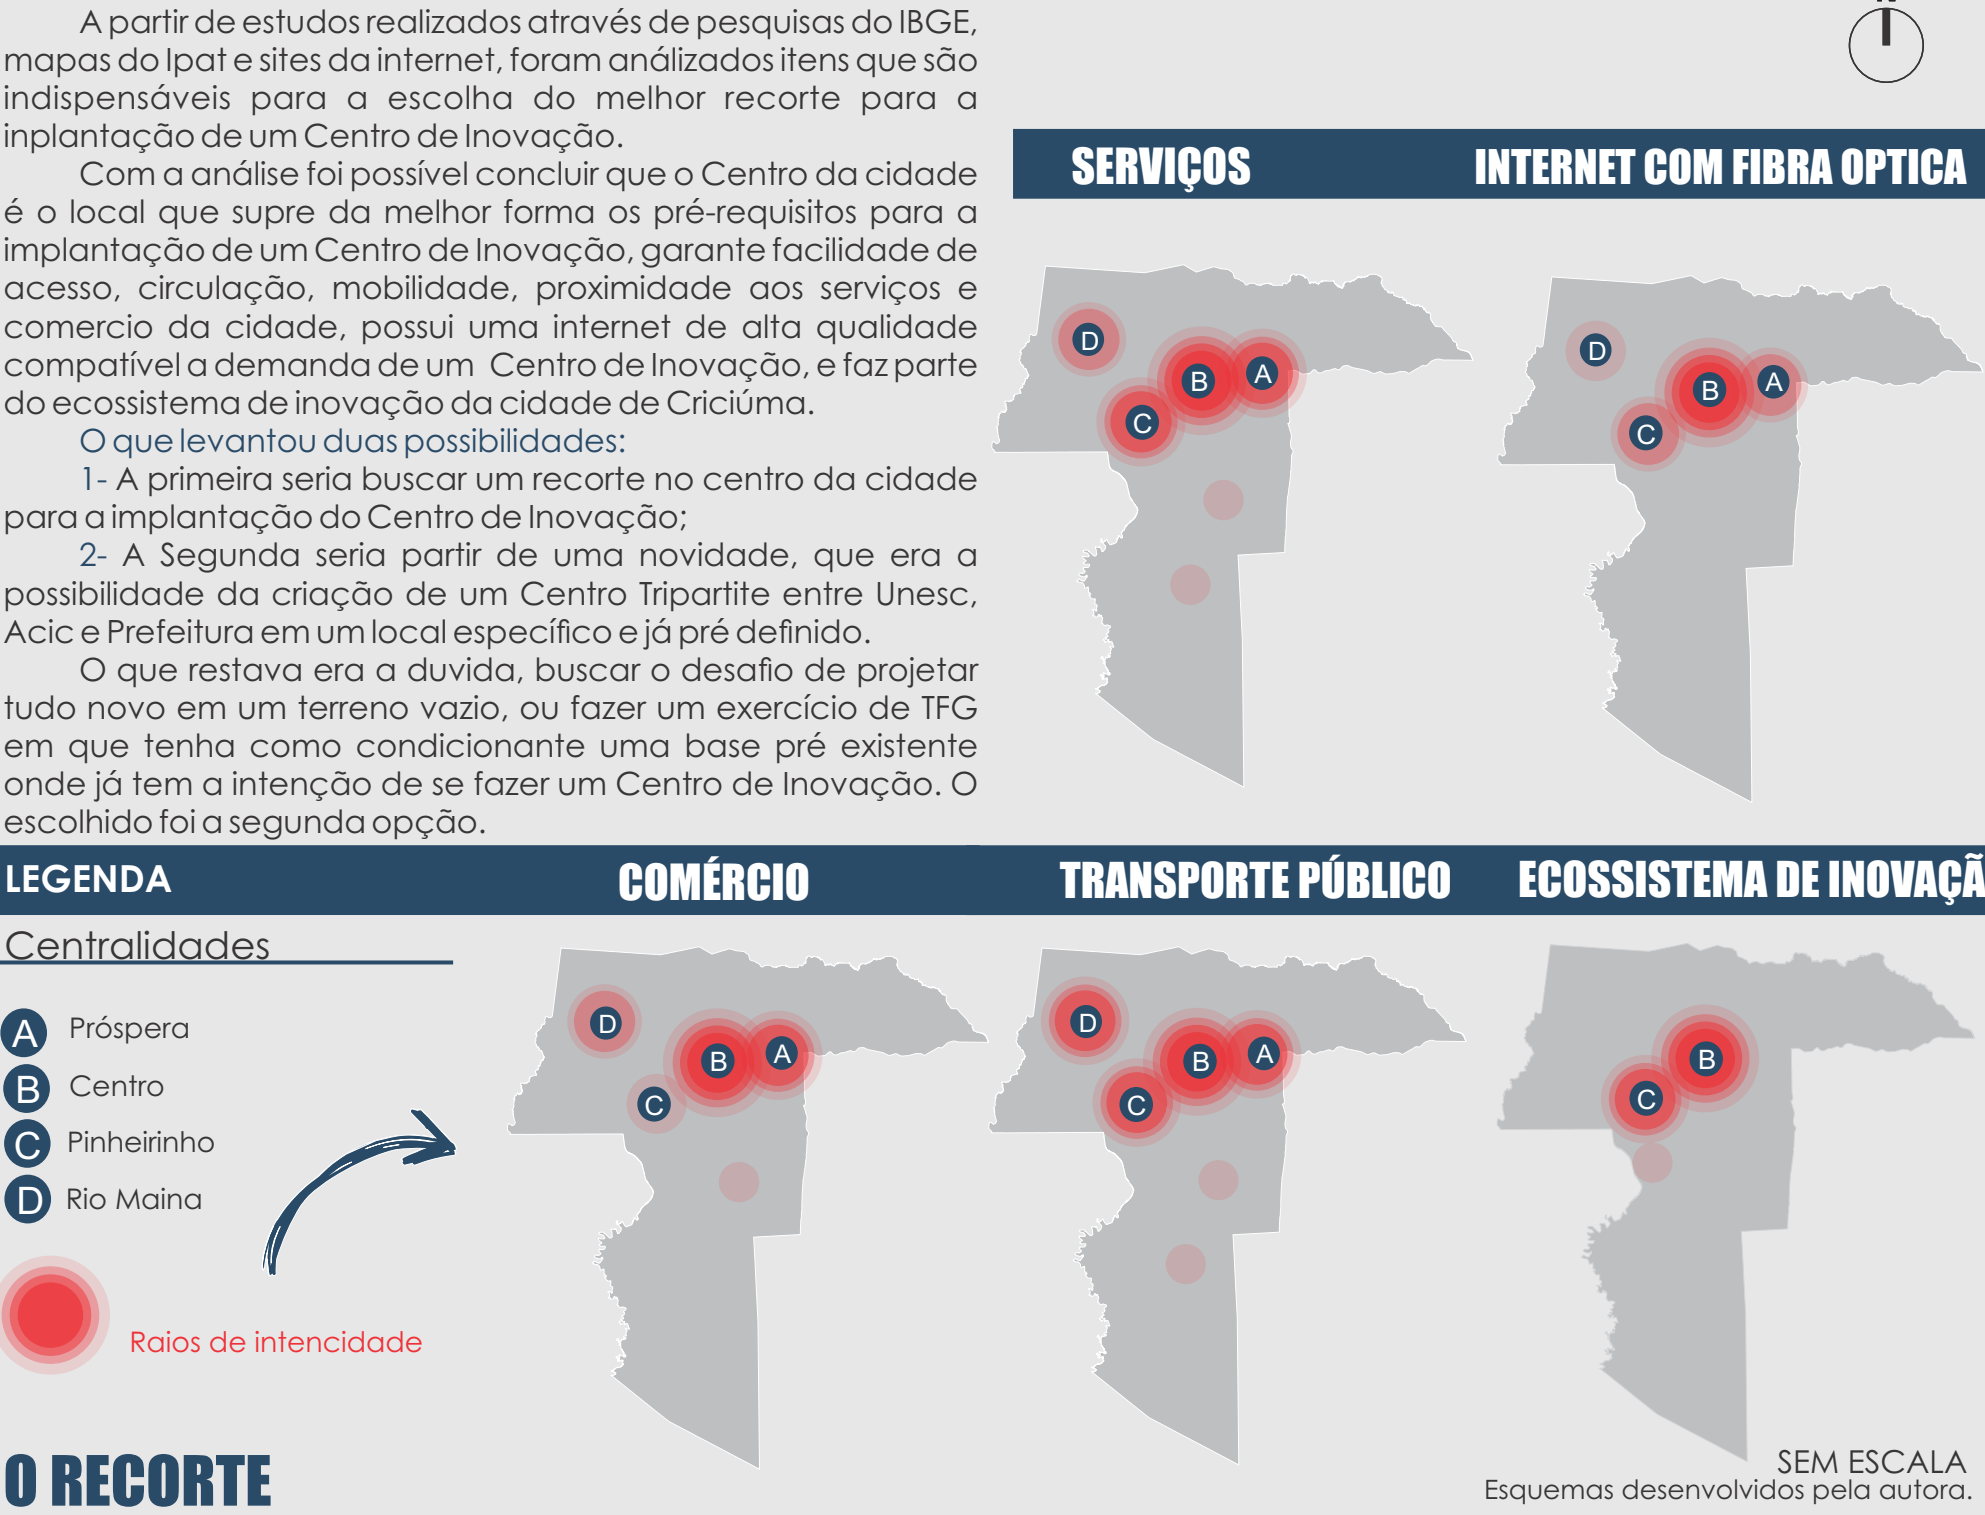 A partir de estudos realizados através de pesquisas do IBGE,
mapas do Ipat e sites da internet, foram análizados itens que são
indispensáveis para a escolha do melhor recorte para a
inplantação de um Centro de Inovação.
Com a análise foi possível concluir que o Centro da cidade
é o local que supre da melhor forma os pré-requisitos para a
implantação de um Centro de Inovação, garante facilidade de
acesso, circulação, mobilidade, proximidade aos serviços e
comercio da cidade, possui uma internet de alta qualidade
compatível a demanda de um Centro de Inovação, e faz parte
do ecossistema de inovação da cidade de Criciúma.
O que levantou duas possibilidades:
1- A primeira seria buscar um recorte no centro da cidade
para a implantação do Centro de Inovação;
2- A Segunda seria partir de uma novidade, que era a
possibilidade da criação de um Centro Tripartite entre Unesc,
Acic e Prefeitura em um local específico e já pré definido.
O que restava era a duvida, buscar o desafio de projetar
tudo novo em um terreno vazio, ou fazer um exercício de TFG
em que tenha como condicionante uma base pré existente
onde já tem a intenção de se fazer um Centro de Inovação. O
escolhido foi a segunda opção.
SERVIÇOS
D
B
A
C
INTERNET COM FIBRA OPTICA
D
B
A
C
LEGENDA
Centralidades
A Próspera
B Centro
C Pinheirinho
D Rio Maina
Raios de intencidade
COMÉRCIO
D
B
A
C
TRANSPORTE PÚBLICO
D
B
A
C
ECOSSISTEMA DE INOVAÇÃ
B
C
O RECORTE
SEM ESCALA
Esquemas desenvolvidos pela autora.